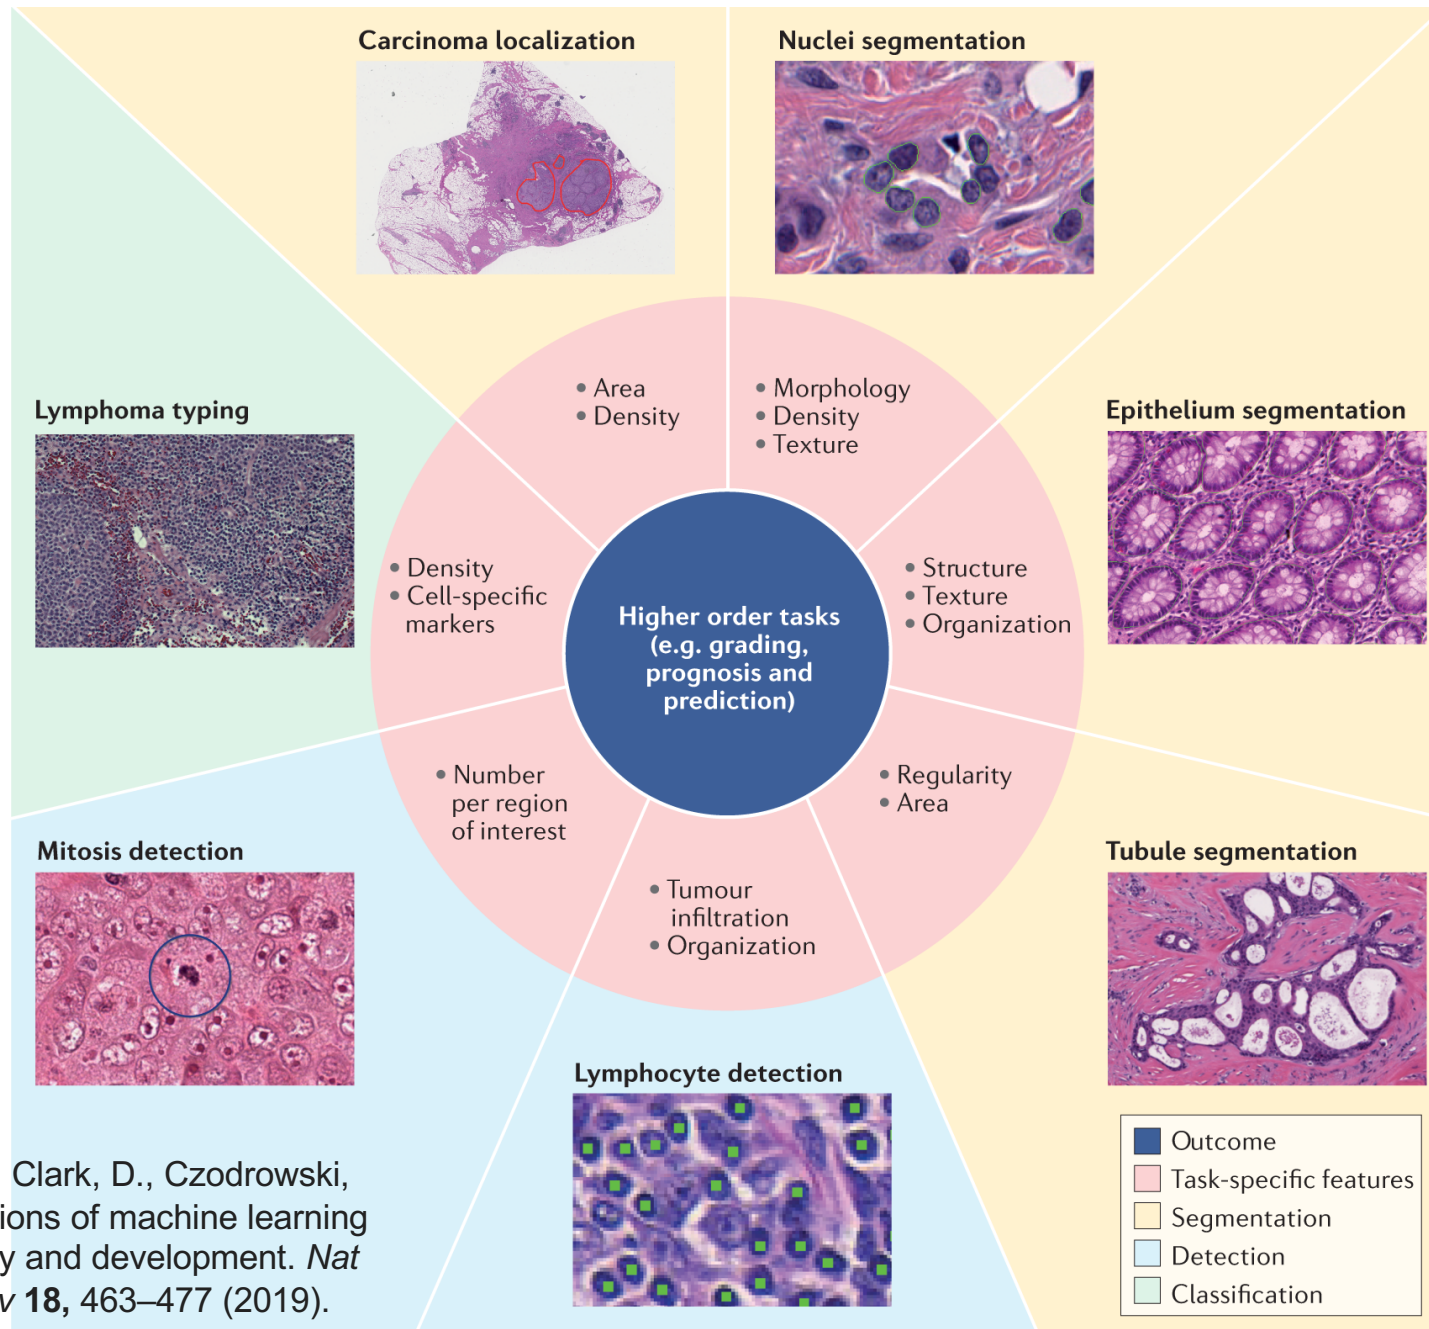 Carcinoma localization
Nuclei segmentation
• Area
• Density
• Morphology
• Density
• Texture
Lymphoma typing
Epithelium segmentation
• Density
• Cell-specific
markers
Higher order tasks
(e.g. grading,
prognosis and
prediction)
• Structure
• Texture
• Organization
• Number
per region
of interest
• Regularity
• Area
Mitosis detection
Tubule segmentation
• Tumour
infiltration
• Organization
Lymphocyte detection
Outcome
Task-specific features
Segmentation
Detection
Classification
Clark, D., Czodrowski,
ions of machine learning
y and development. Nat
v 18, 463–477 (2019).